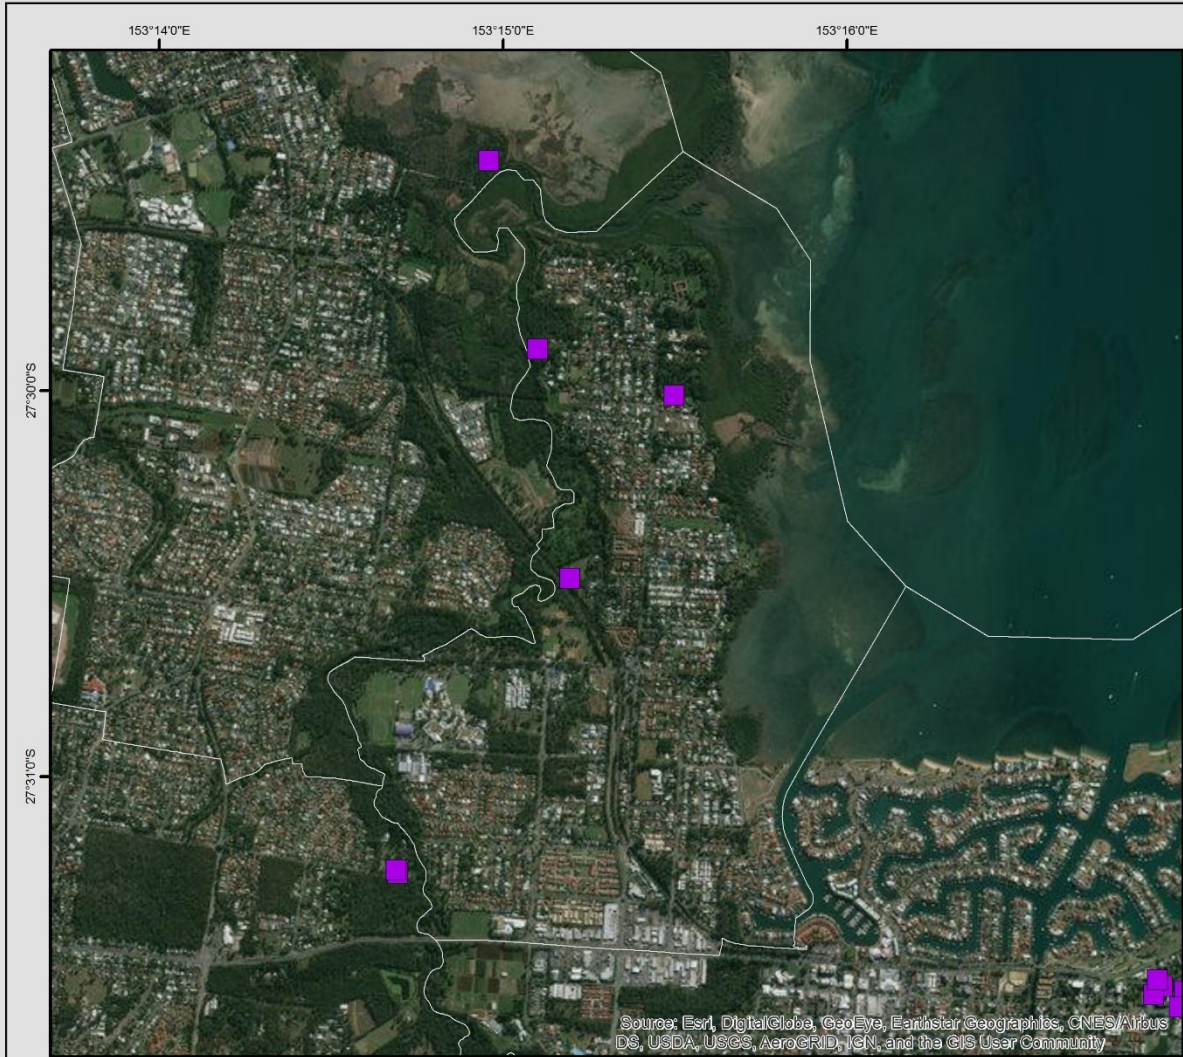 153°14'0"E 153°15'0"E 153°16'0"E
27°30'0"S
27°31'0"S
Source: Esri, DigitalGlobe, GeoEye, Earthstar Geographics, CNES/Airbus
DS, USDA, USGS, AeroGRID, IGN, and the GIS User Community